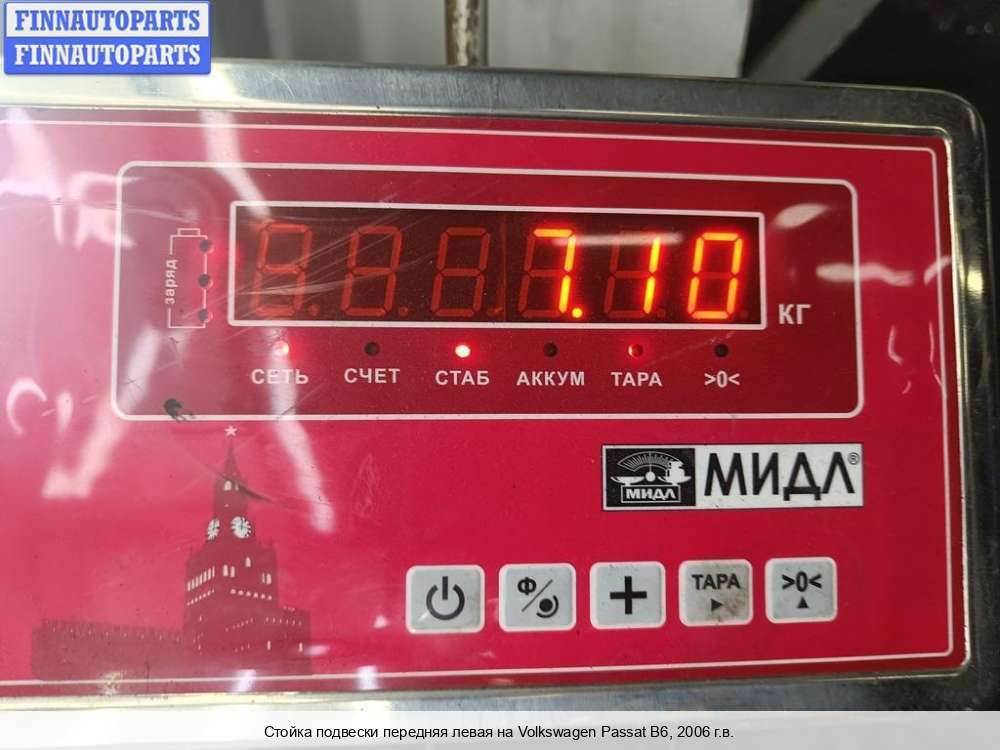 FINNAUTOPARTS
FINNAUTOPARTS
заряд
7.10
КГ
СЕТЬ СЧЕТ СТАБ АККУМ ТАРА >0<
МИДЛ МИДЛ®
Ф ТАРА >0<
Стойка подвески передняя левая на Volkswagen Passat B6, 2006 г.в.